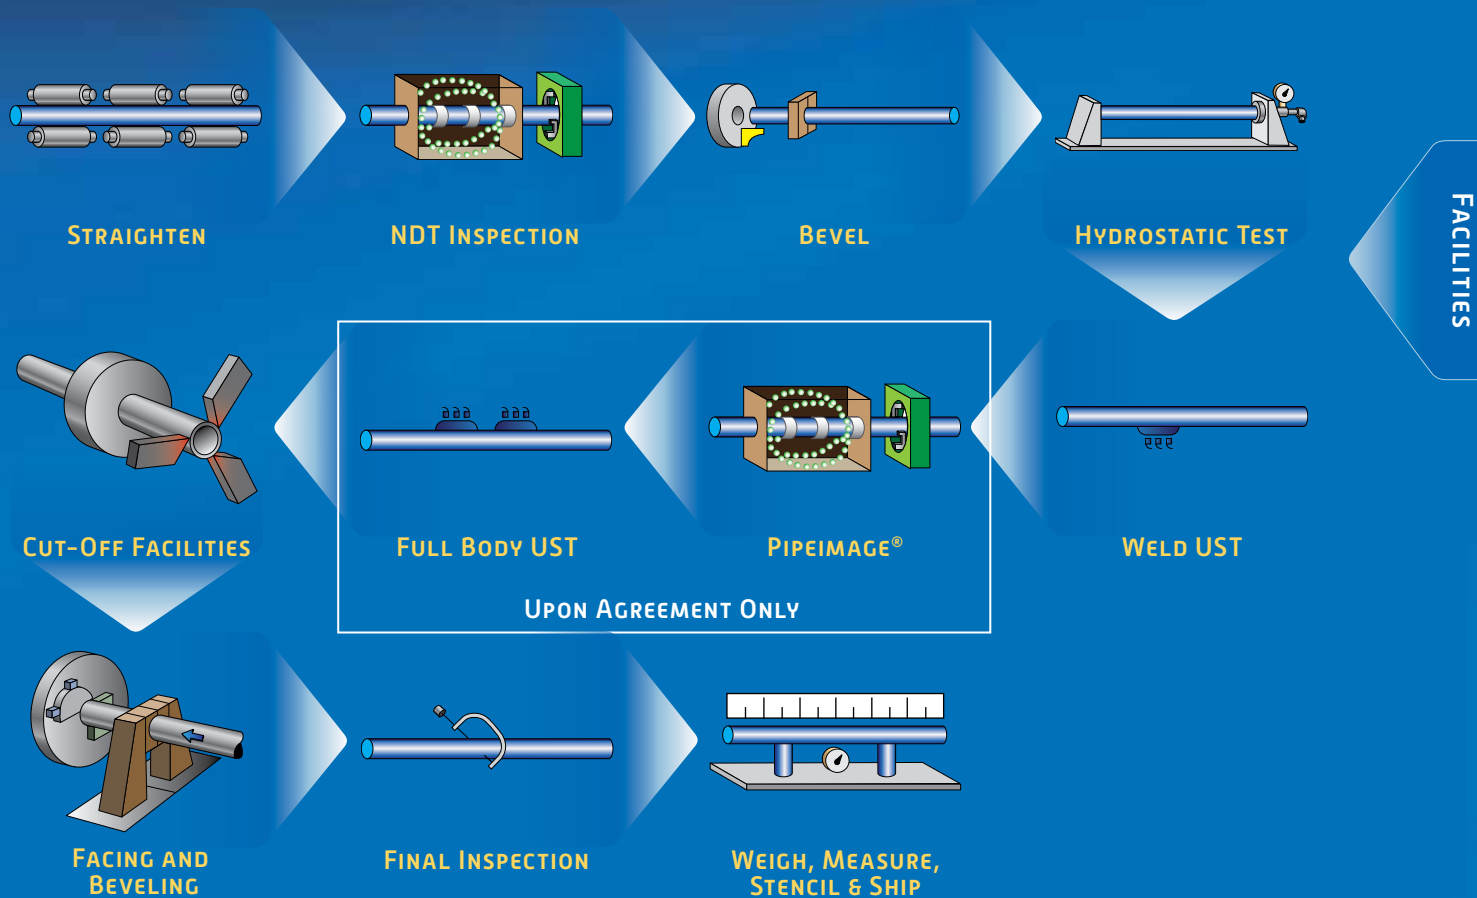 Straighten
NDT Inspection
Bevel
Hydrostatic Test
Facilities
Cut-Off Facilities
Full Body UST
Pipeimage®
Weld UST
Upon Agreement Only
Facing and
Beveling
Final Inspection
Weigh, Measure,
Stencil & Ship